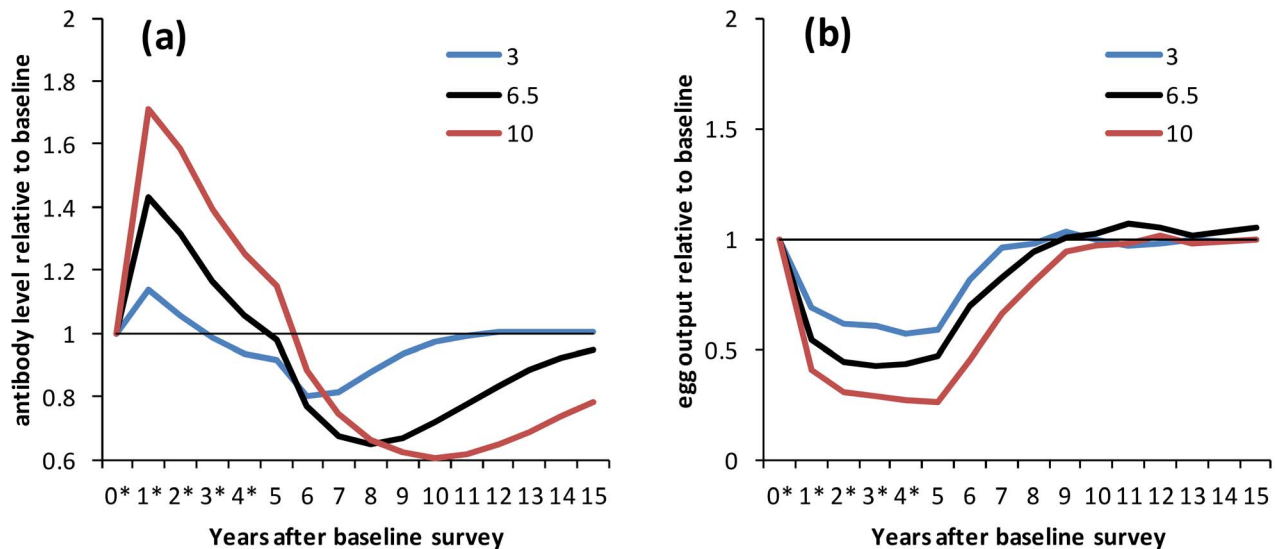 (a)
3
6.5
10
antibody level relative to baseline
2
1.8
1.6
1.4
1.2
1
0.8
0.6
0* 1* 2* 3* 4* 5 6 7 8 9 10 11 12 13 14 15
Years after baseline survey
(b)
3
6.5
10
egg output relative to baseline
2
1.5
1
0.5
0
0* 1* 2* 3* 4* 5 6 7 8 9 10 11 12 13 14 15
Years after baseline survey